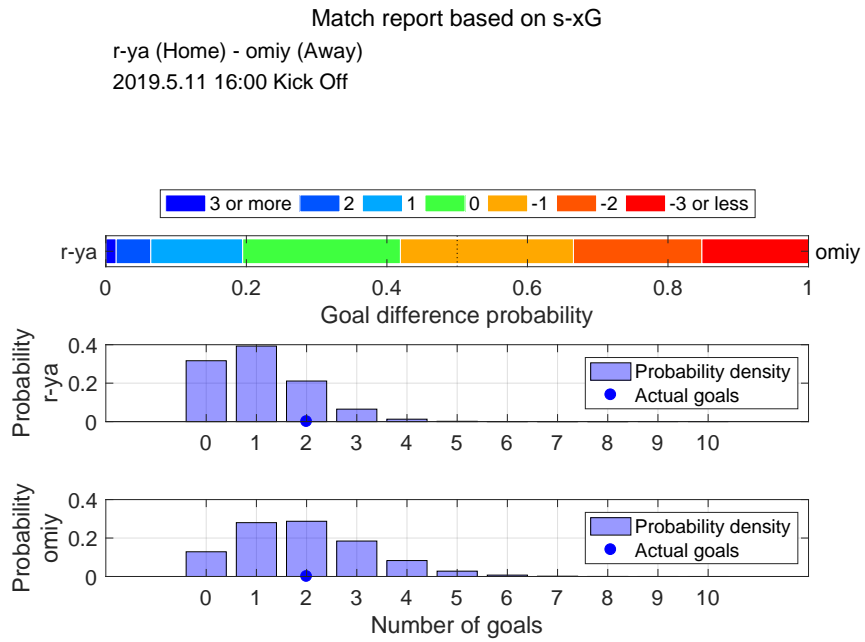 Match report based on s-xG
r-ya (Home) - omiy (Away)
2019.5.11 16:00 Kick Off
3 or more 2 1 0 -1 -2 -3 or less
r-ya omiy
0 0.2 0.4 0.6 0.8 1
Goal difference probability
Probability
r-ya
0.4
0.2
0
Probability density
Actual goals
0 1 2 3 4 5 6 7 8 9 10
Probability
omiy
0.4
0.2
0
Probability density
Actual goals
0 1 2 3 4 5 6 7 8 9 10
Number of goals